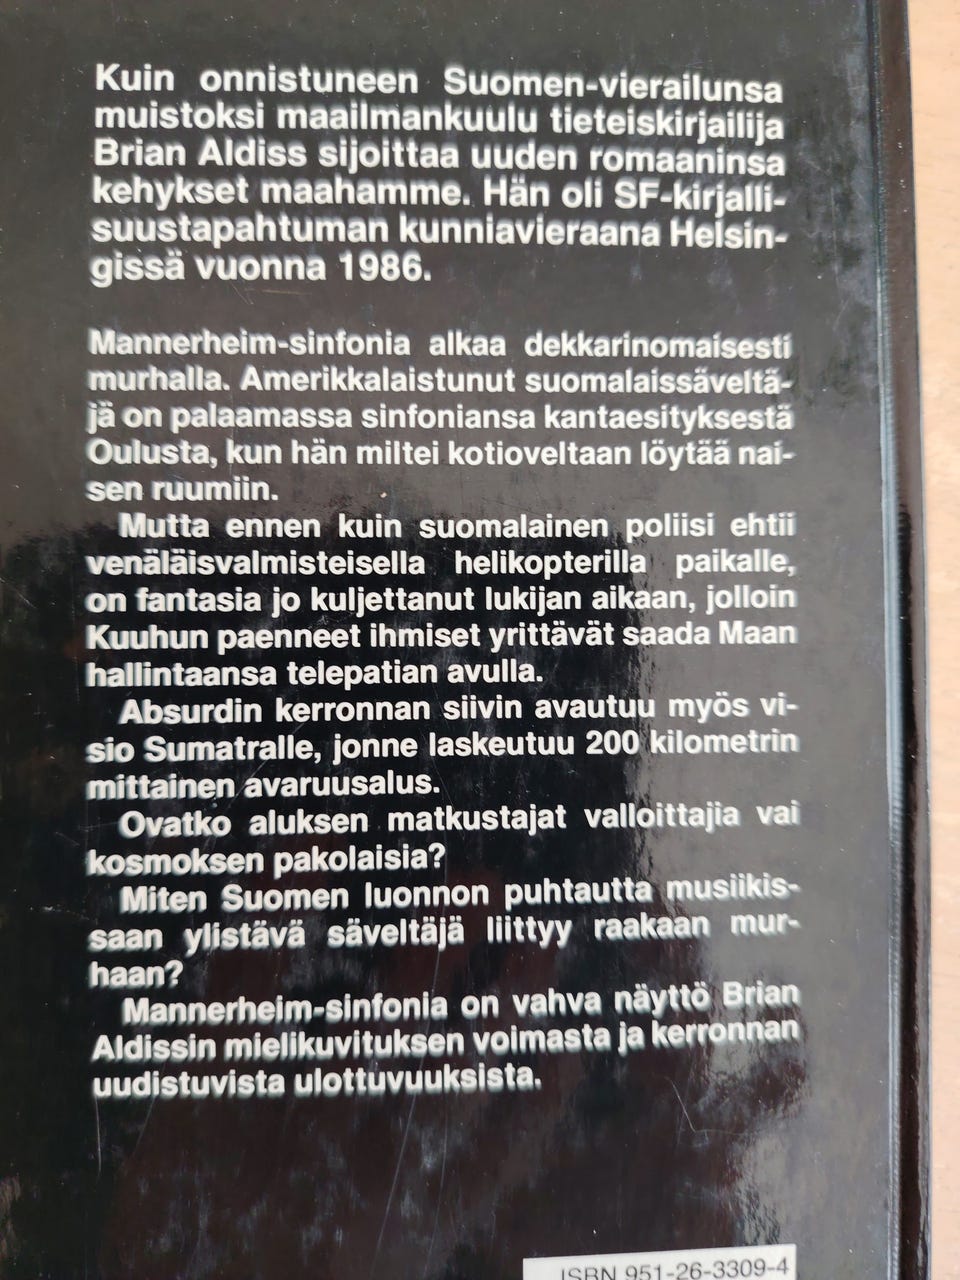 Kuin onnistuneen Suomen-vierailunsa
muistoksi maailmankuulu tieteiskirjailija
Brian Aldiss sijoittaa uuden romaaninsa
kehykset maahamme. Hän oli SF-kirjalli-
suustapahtuman kunniavieraana Helsin-
gissä vuonna 1986.
Mannerheim-sinfonia alkaa dekkarinomaisesti
murhalla. Amerikkalaistunut suomalaissäveltä-
jä on palaamassa sinfoniansa kantaesityksestä
Oulusta, kun hän miltei kotioveltaan löytää nai-
sen ruumiin.
Mutta ennen kuin suomalainen poliisi ehtii
venäläisvalmisteisella helikopterilla paikalle,
on fantasia jo kuljettanut lukijan aikaan, jolloin
Kuuhun paenneet ihmiset yrittävät saada Maan
hallintaansa telepatian avulla.
Absurdin kerronnan siivin avautuu myös vi-
sio Sumatralle, jonne laskeutuu 200 kilometrin
mittainen avaruusalus.
Ovatko aluksen matkustajat valloittajia vai
kosmoksen pakolaisia?
Miten Suomen luonnon puhtautta musiikis-
saan ylistävä säveltäjä liittyy raakaan mur-
haan?
Mannerheim-sinfonia on vahva näyttö Brian
Aldissin mielikuvituksen voimasta ja kerronnan
uudistuvista ulottuvuuksista.
ISBN 951-26-3309-4